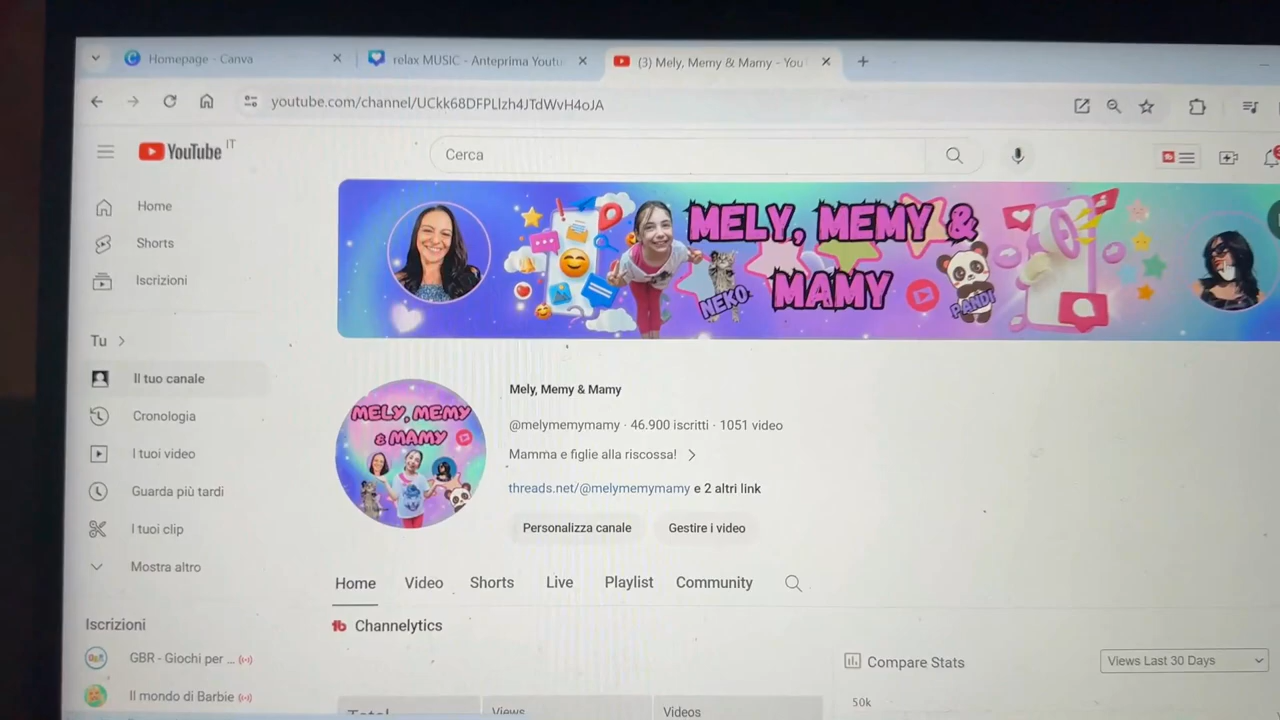 Homepage - Canva
relax MUSIC - Anteprima Youtu
(3) Mely, Memy & Mamy - You
youtube.com/channel/UCkk68DFPLlzh4JTdWvH4oJA
YouTube IT
Cerca
Home
Shorts
Iscrizioni
Tu
Il tuo canale
Cronologia
I tuoi video
Guarda più tardi
I tuoi clip
Mostra altro
Iscrizioni
GBR - Giochi per ...
Il mondo di Barbie
MELY, MEMY &
MAMY
NEKO
PANDI
MELY, MEMY
& MAMY
Mely, Memy & Mamy
@melymemymamy · 46.900 iscritti · 1051 video
Mamma e figlie alla riscossa!
threads.net/@melymemymamy e 2 altri link
Personalizza canale
Gestire i video
Home Video Shorts Live Playlist Community
tb Channelytics
Compare Stats
Views Last 30 Days
50k
Total
Views
Videos